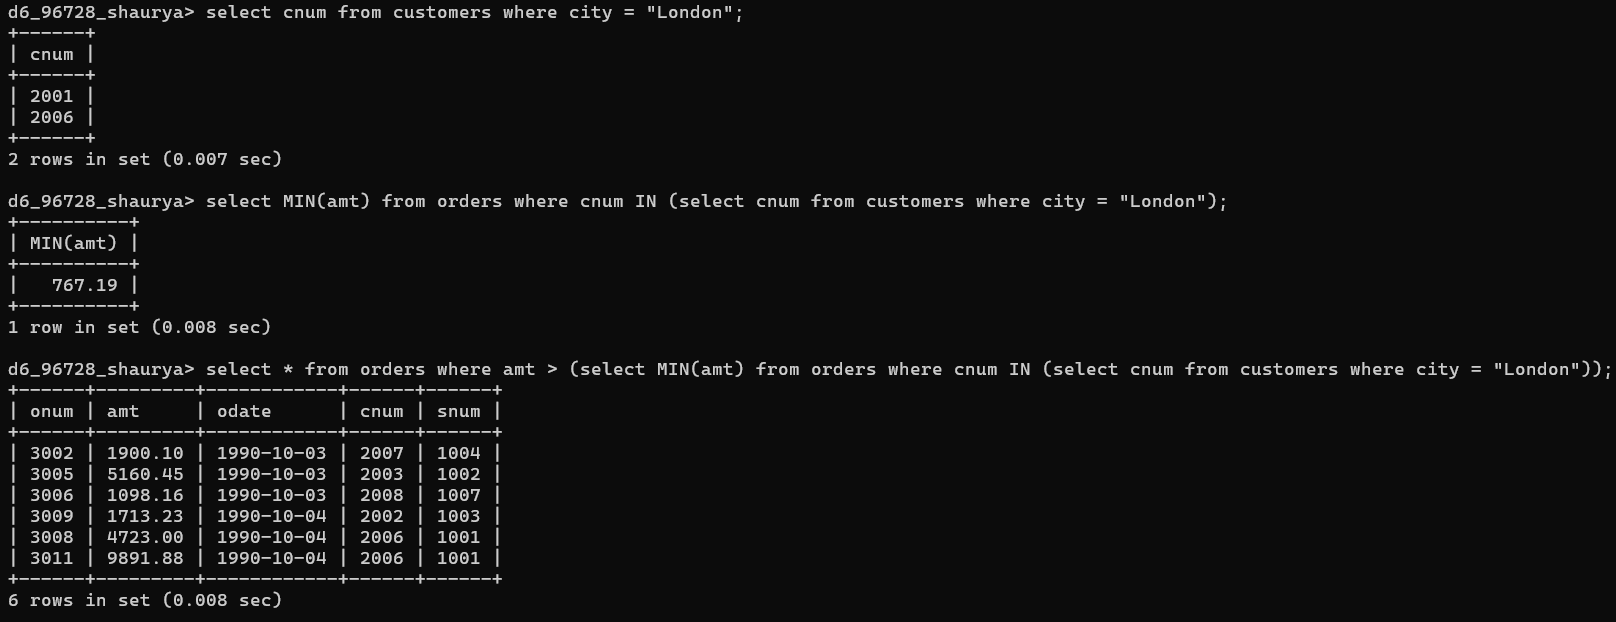 d6_96728_shaurya> select cnum from customers where city = "London";
+------+
| cnum |
+------+
| 2001 |
| 2006 |
+------+
2 rows in set (0.007 sec)

d6_96728_shaurya> select MIN(amt) from orders where cnum IN (select cnum from customers where city = "London");
+----------+
| MIN(amt) |
+----------+
|   767.19 |
+----------+
1 row in set (0.008 sec)

d6_96728_shaurya> select * from orders where amt > (select MIN(amt) from orders where cnum IN (select cnum from customers where city = "London"));
+------+---------+------------+------+------+
| onum | amt     | odate      | cnum | snum |
+------+---------+------------+------+------+
| 3002 | 1900.10 | 1990-10-03 | 2007 | 1004 |
| 3005 | 5160.45 | 1990-10-03 | 2003 | 1002 |
| 3006 | 1098.16 | 1990-10-03 | 2008 | 1007 |
| 3009 | 1713.23 | 1990-10-04 | 2002 | 1003 |
| 3008 | 4723.00 | 1990-10-04 | 2006 | 1001 |
| 3011 | 9891.88 | 1990-10-04 | 2006 | 1001 |
+------+---------+------------+------+------+
6 rows in set (0.008 sec)